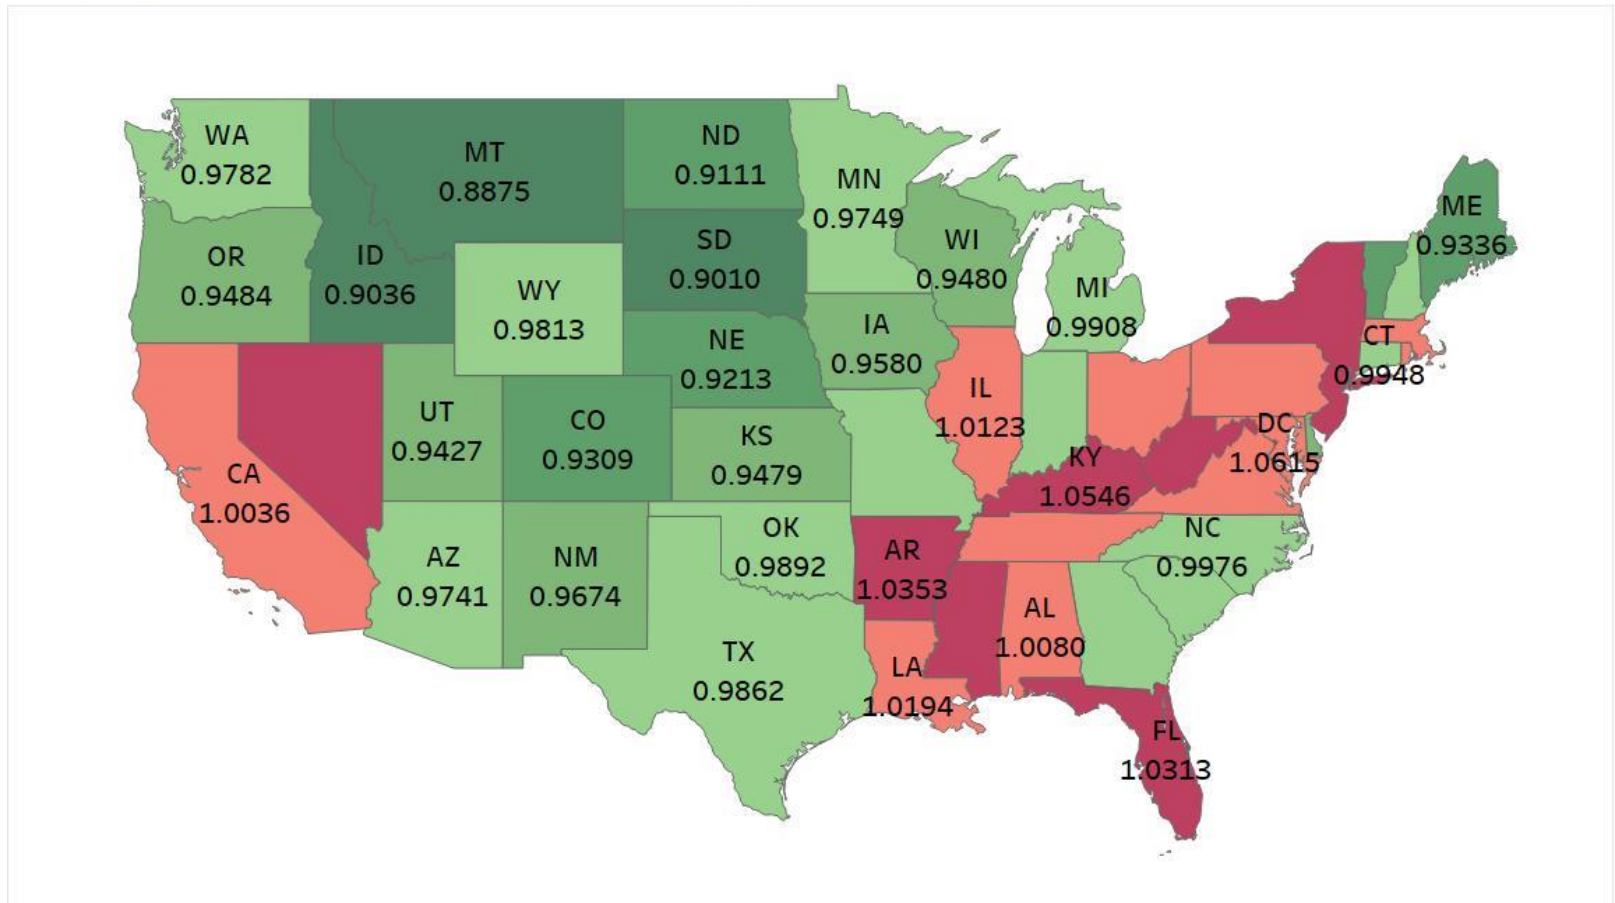 WA
0.9782
MT
0.8875
ND
0.9111
MN
0.9749
OR
0.9484
ID
0.9036
WY
0.9813
SD
0.9010
WI
0.9480
MI
0.9908
ME
0.9336
NE
0.9213
IA
0.9580
CT
0.9948
UT
0.9427
CO
0.9309
KS
0.9479
IL
1.0123
KY
1.0546
DC
1.0615
CA
1.0036
AZ
0.9741
NM
0.9674
OK
0.9892
AR
1.0353
NC
0.9976
TX
0.9862
LA
1.0194
AL
1.0080
FL
1.0313